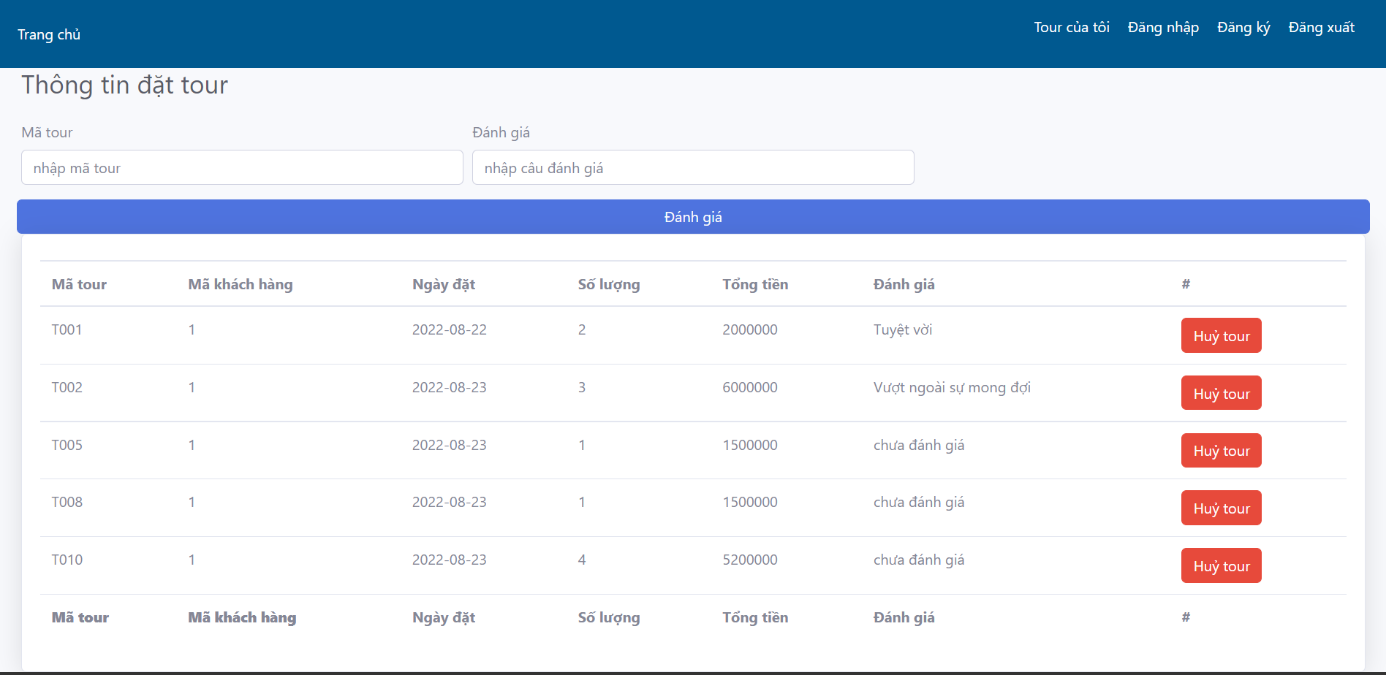 Trang chủ Tour của tôi Đăng nhập Đăng ký Đăng xuất
Thông tin đặt tour
Mã tour Đánh giá
nhập mã tour nhập câu đánh giá
Đánh giá
Mã tour Mã khách hàng Ngày đặt Số lượng Tổng tiền Đánh giá #
T001 1 2022-08-22 2 2000000 Tuyệt vời Huỷ tour
T002 1 2022-08-23 3 6000000 Vượt ngoài sự mong đợi Huỷ tour
T005 1 2022-08-23 1 1500000 chưa đánh giá Huỷ tour
T008 1 2022-08-23 1 1500000 chưa đánh giá Huỷ tour
T010 1 2022-08-23 4 5200000 chưa đánh giá Huỷ tour
Mã tour Mã khách hàng Ngày đặt Số lượng Tổng tiền Đánh giá #